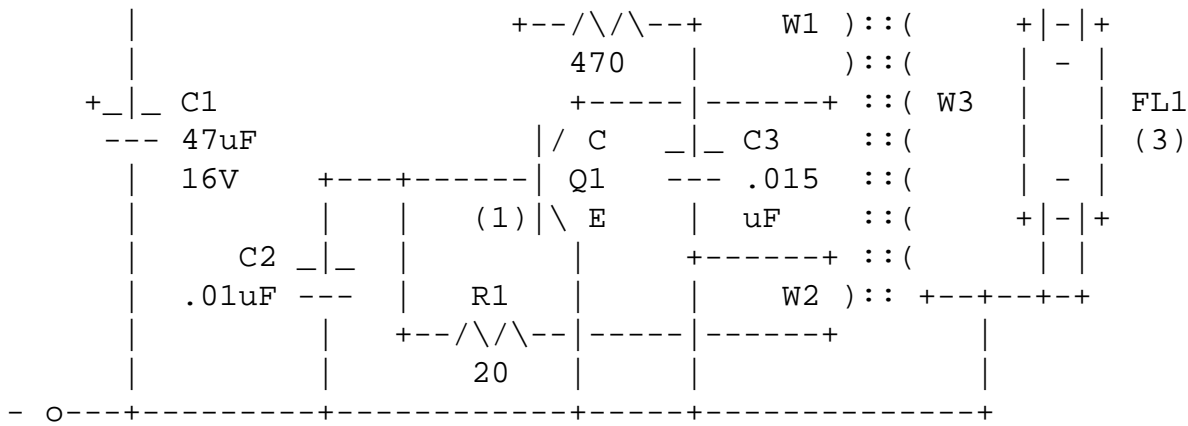 |                   +--/\/\--+    W1 )::(     +|-|+
|                     470    |       )::(     | - |
+_|_ C1                +-----|------+ ::( W3  |   | FL1
--- 47uF             |/ C   _|_ C3    ::(     |   | (3)
|  16V    +---+------| Q1   --- .015  ::(     | - |
|         |   |   (1)|\ E    |  uF    ::(     +|-|+
|     C2 _|_  |        |     +------+ ::(      | |
|  .01uF ---  |   R1   |     |    W2 ):: +--+--+-+
|         |   +--/\/\--|-----|------+       |
|         |       20   |     |              |
- o---+---------+------------+-----+--------------+